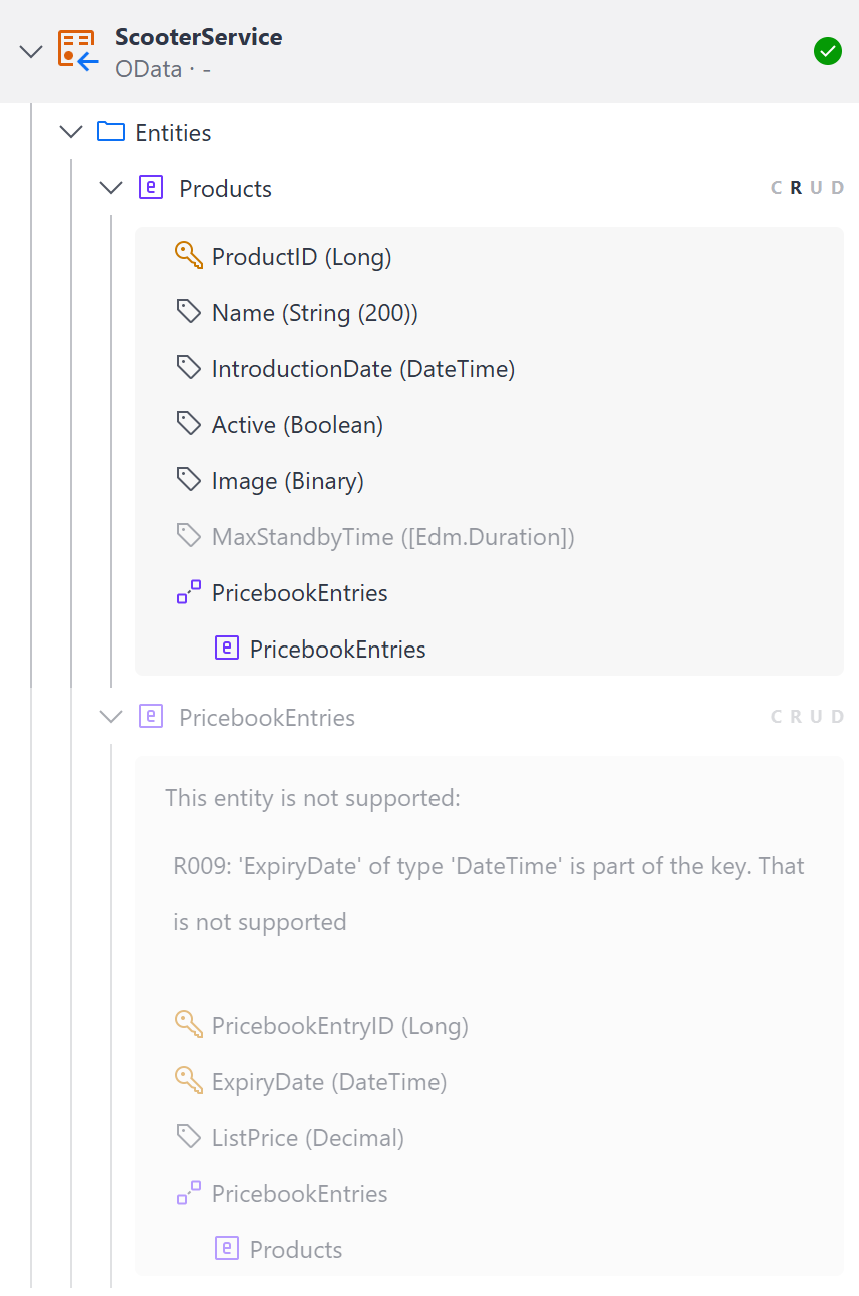 ScooterService
OData · -
Entities
Products C R U D
ProductID (Long)
Name (String (200))
IntroductionDate (DateTime)
Active (Boolean)
Image (Binary)
MaxStandbyTime ([Edm.Duration])
PricebookEntries
PricebookEntries
PricebookEntries C R U D
This entity is not supported:
R009: 'ExpiryDate' of type 'DateTime' is part of the key. That
is not supported
PricebookEntryID (Long)
ExpiryDate (DateTime)
ListPrice (Decimal)
PricebookEntries
Products